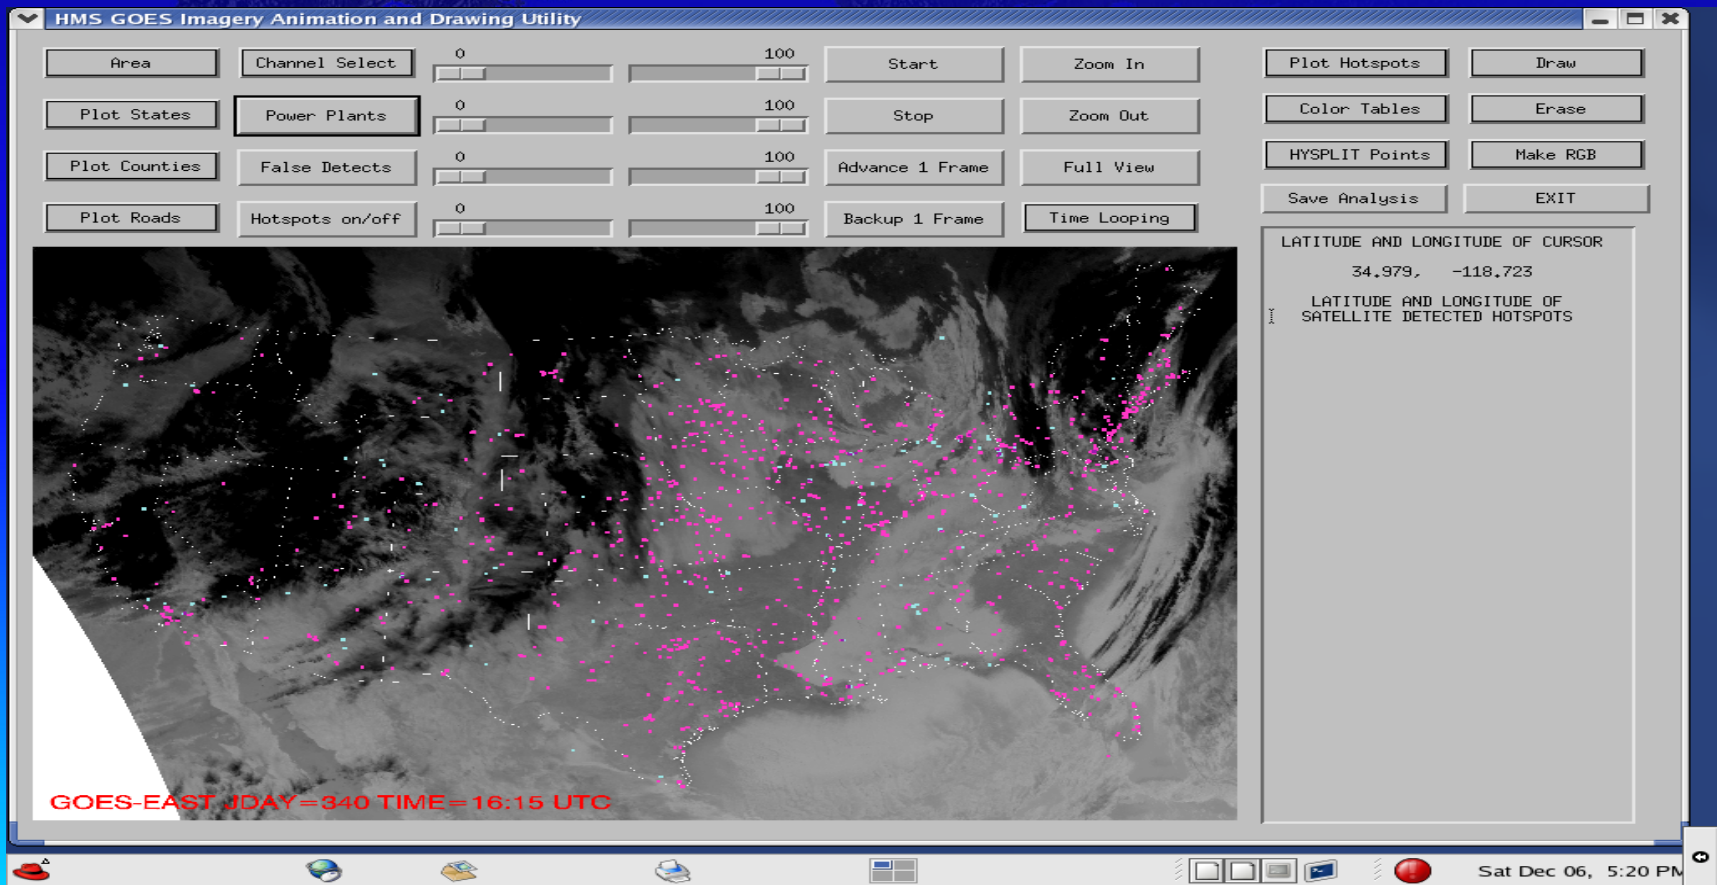 HMS GOES Imagery Animation and Drawing Utility
Area
Channel Select
0
100
Start
Zoom In
Plot Hotspots
Draw
Plot States
Power Plants
0
100
Stop
Zoom Out
Color Tables
Erase
Plot Counties
False Detects
0
100
Advance 1 Frame
Full View
HYSPLIT Points
Make RGB
Plot Roads
Hotspots on/off
0
100
Backup 1 Frame
Time Looping
Save Analysis
EXIT
LATITUDE AND LONGITUDE OF CURSOR
34.979, -118.723
LATITUDE AND LONGITUDE OF
SATELLITE DETECTED HOTSPOTS
GOES-EAST JDAY=340 TIME=16:15 UTC
Sat Dec 06, 5:20 PM